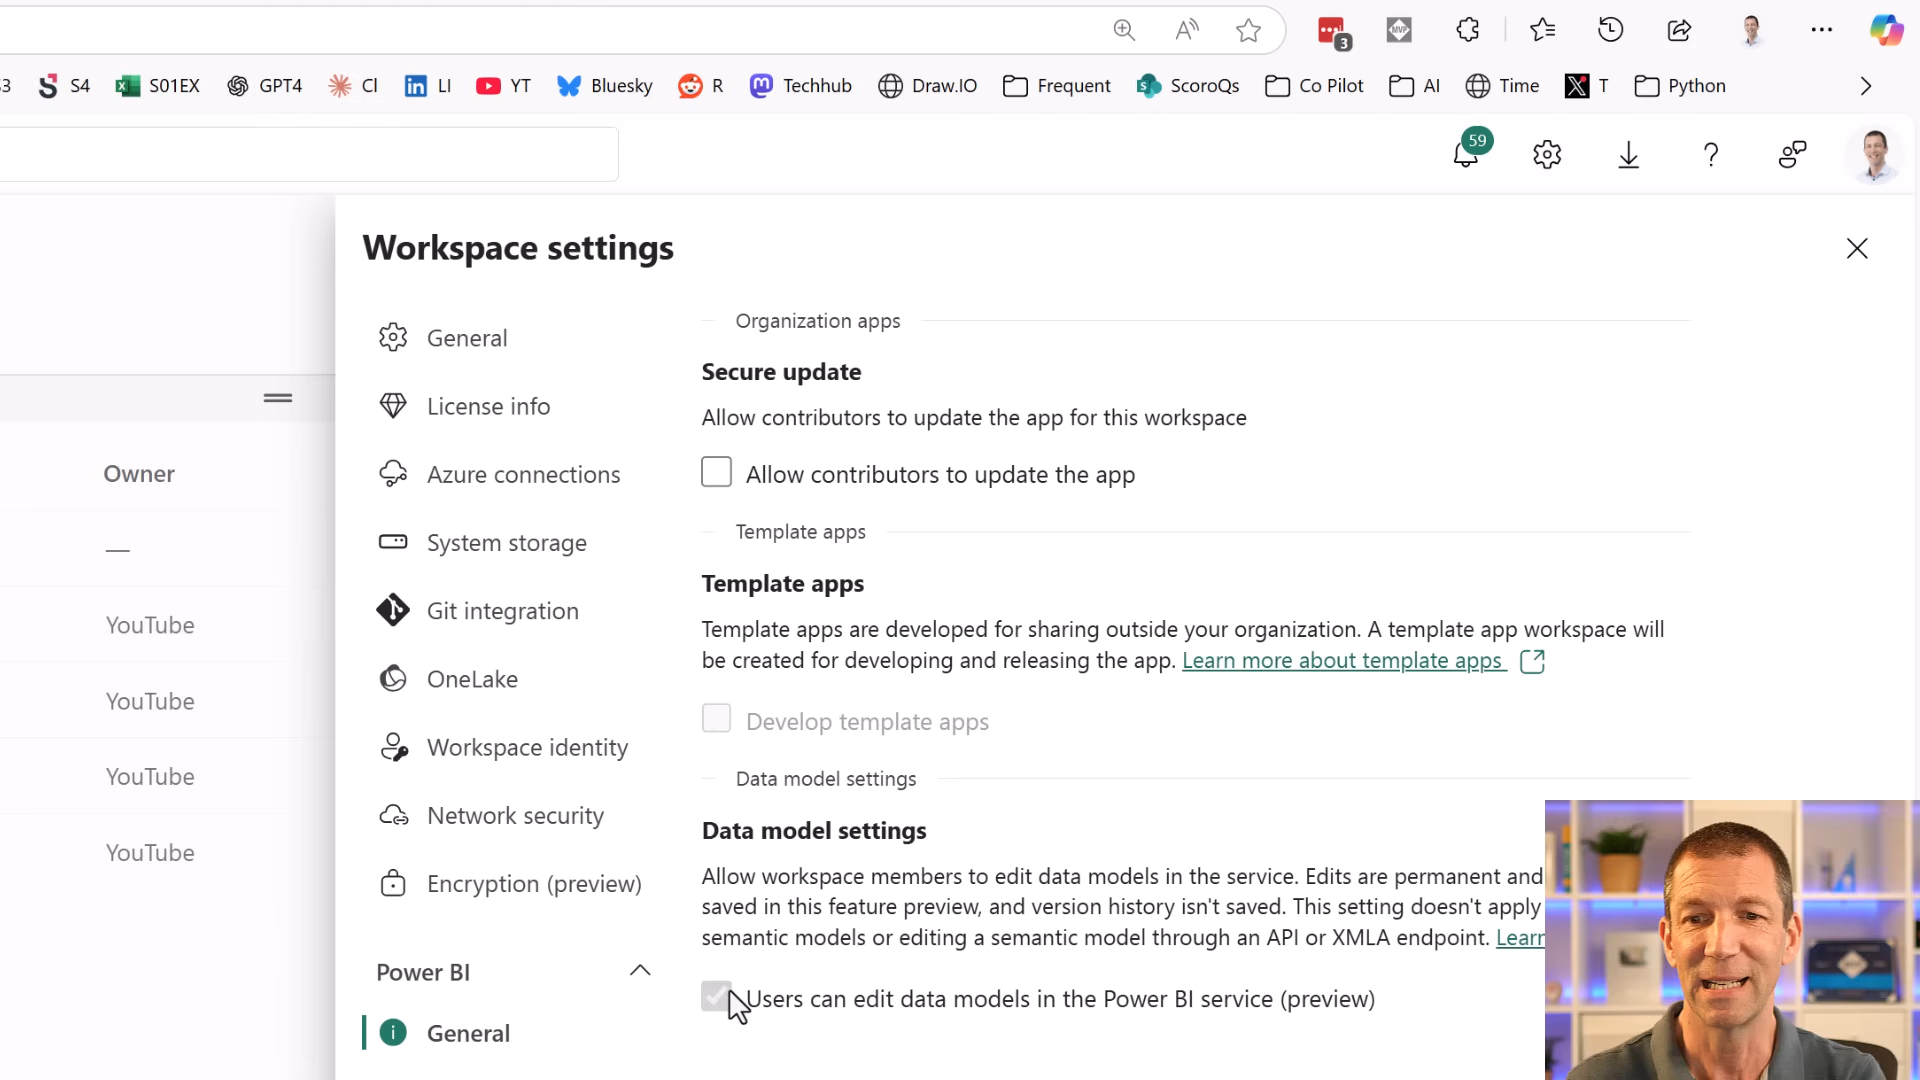 3
MVP
3
S4
S01EX
GPT4
Cl
LI
YT
Bluesky
R
Techhub
Draw.IO
Frequent
ScoroQs
Co Pilot
AI
Time
T
Python
59
Workspace settings
General
License info
Azure connections
System storage
Git integration
OneLake
Workspace identity
Network security
Encryption (preview)
Power BI
General
Owner
—
YouTube
YouTube
YouTube
YouTube
Organization apps
Secure update
Allow contributors to update the app for this workspace
Allow contributors to update the app
Template apps
Template apps
Template apps are developed for sharing outside your organization. A template app workspace will
be created for developing and releasing the app. Learn more about template apps
Develop template apps
Data model settings
Data model settings
Allow workspace members to edit data models in the service. Edits are permanent and
saved in this feature preview, and version history isn't saved. This setting doesn't apply
semantic models or editing a semantic model through an API or XMLA endpoint. Learn
Users can edit data models in the Power BI service (preview)